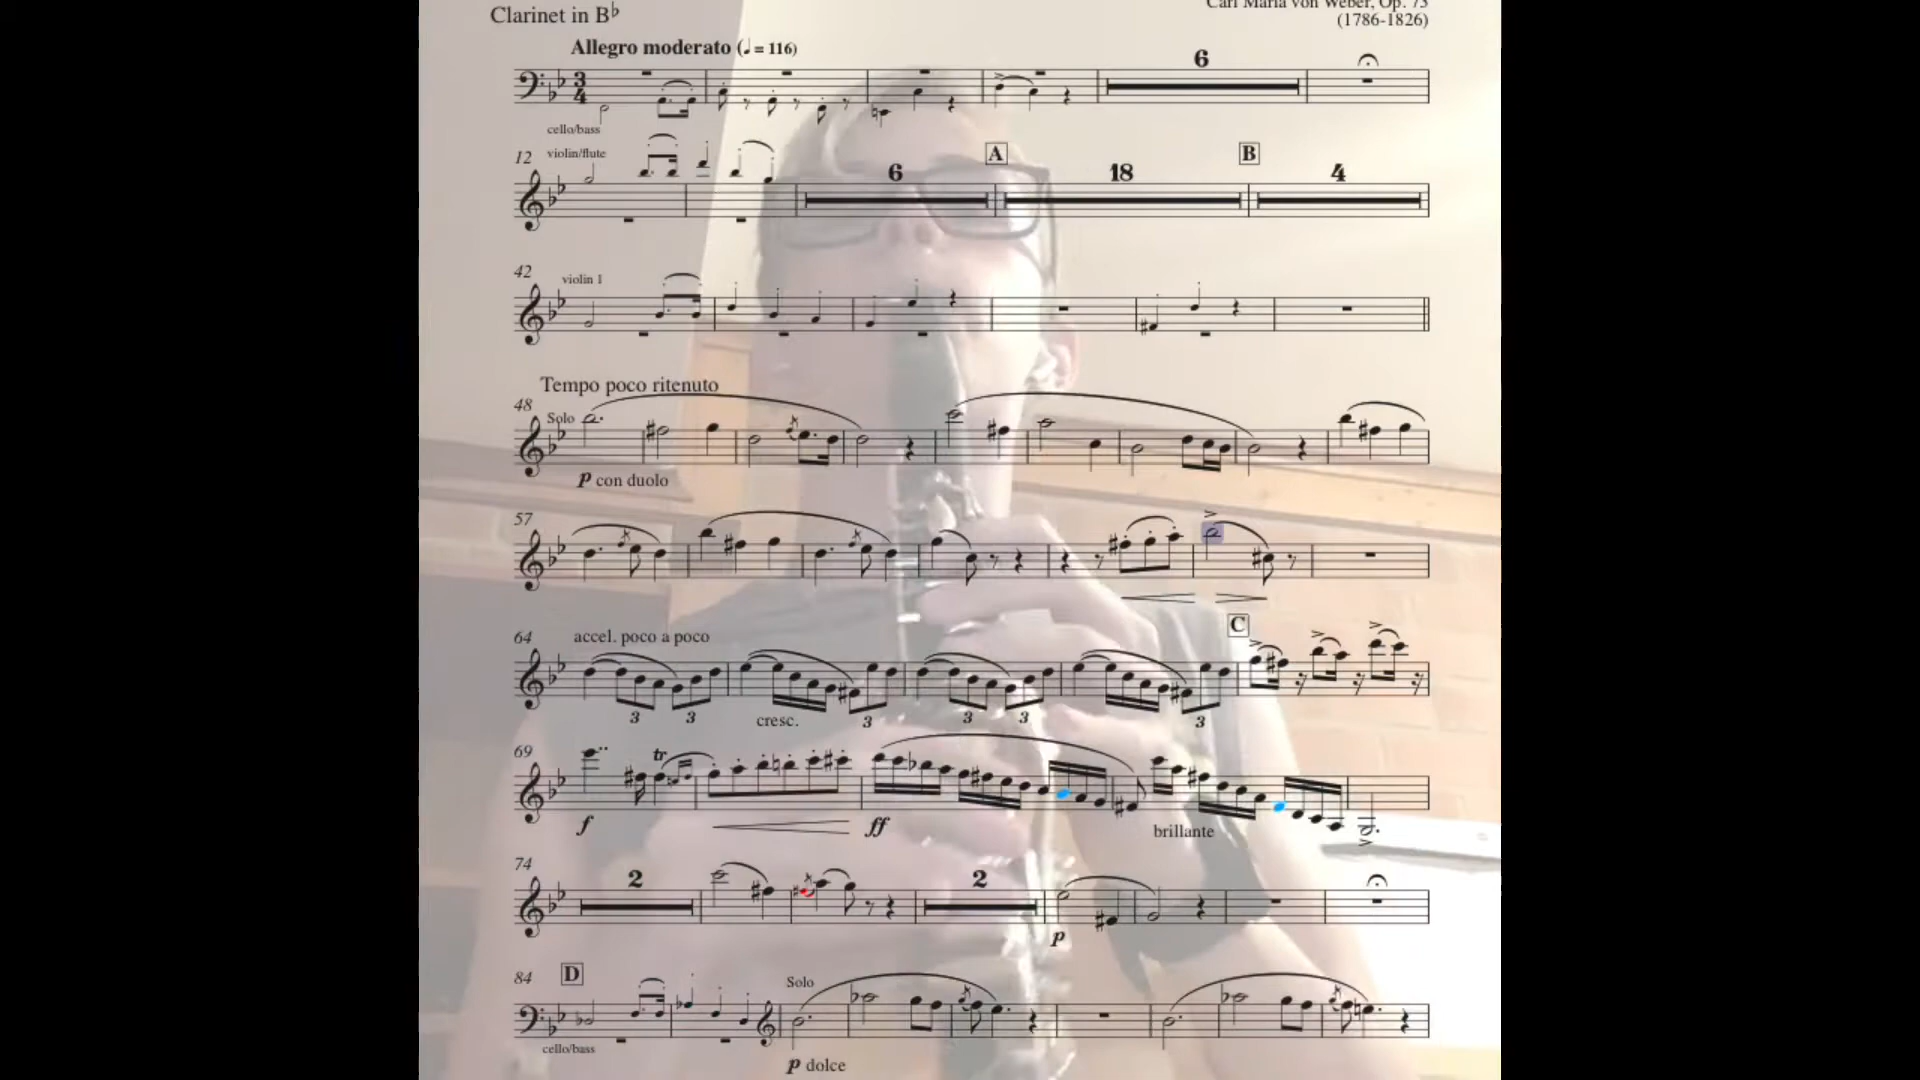 Clarinet in B♭
Carl Maria von Weber, Op. 73
(1786-1826)
Allegro moderato (♩ = 116)
6
3
4
cello/bass
12
violin/flute
6
A
18
B
4
42
violin 1
Tempo poco ritenuto
48
Solo
p con duolo
57
64
accel. poco a poco
C
3
3
cresc.
3
3
3
3
69
tr
f
ff
brillante
74
2
2
p
84
D
Solo
cello/bass
p dolce